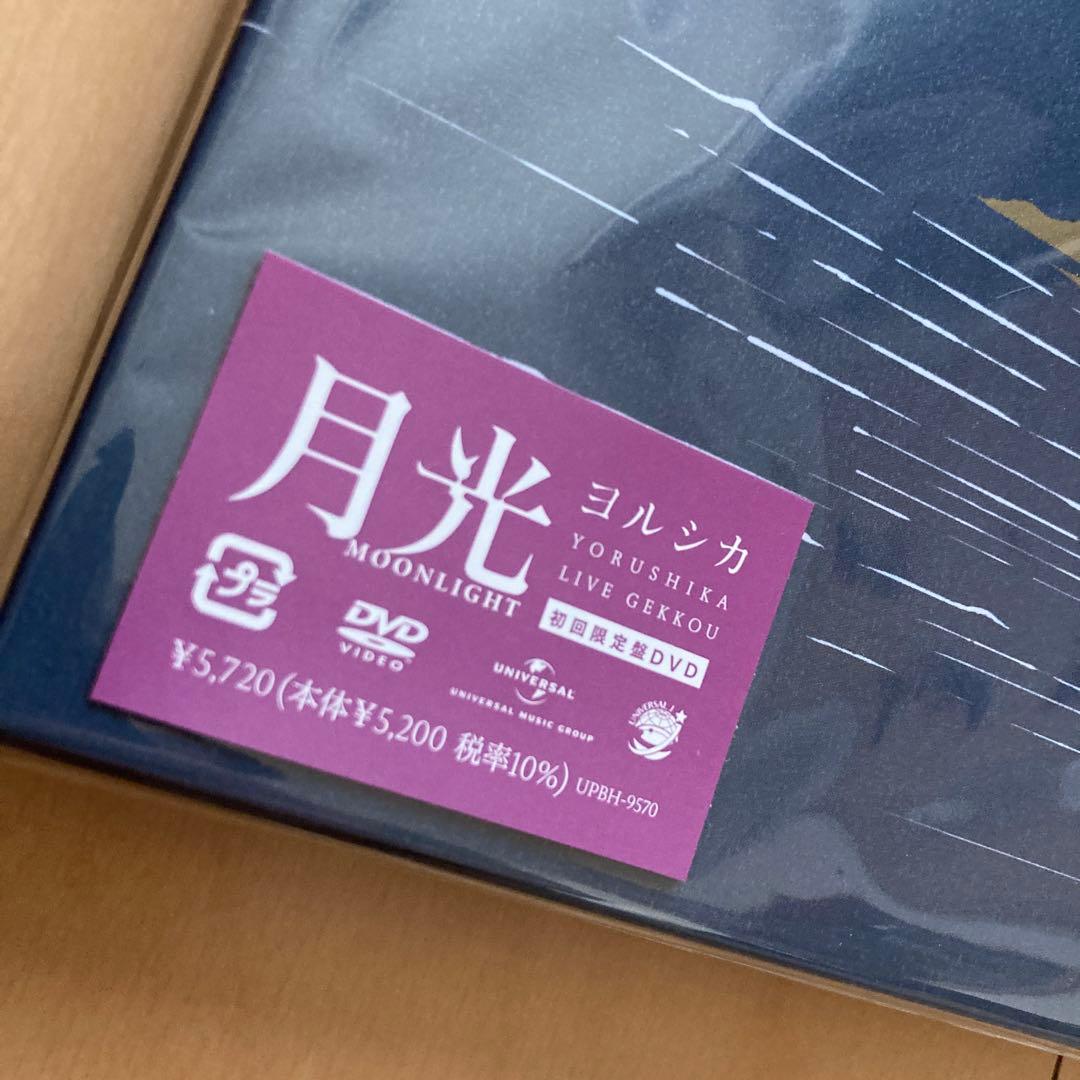 月光
MOONLIGHT
ヨルシカ
YORUSHIKA
LIVE GEKKOU
初回限定盤DVD
プラ
DVD
VIDEO
UNIVERSAL
UNIVERSAL MUSIC GROUP
UNIVERSAL J
¥5,720(本体¥5,200 税率10%) UPBH-9570